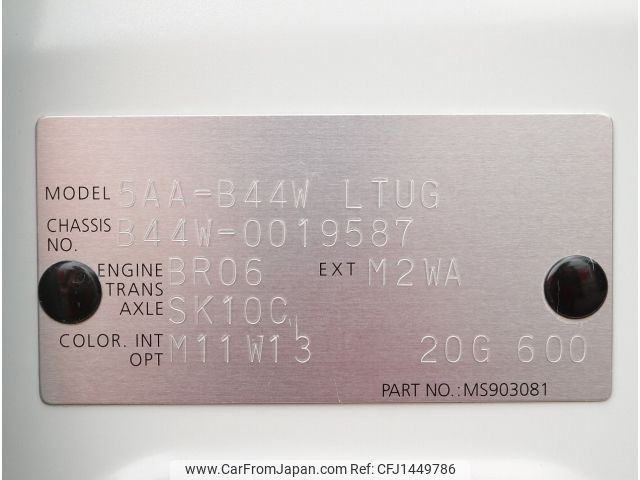 MODEL 5AA-B44W LTUG
CHASSIS NO. B44W-0019587
ENGINE BR06 EXT M2WA
TRANS AXLE SK10C
COLOR. INT OPT M11W13 20G 600
PART NO.:MS903081
www.CarFromJapan.com CFJ1449786